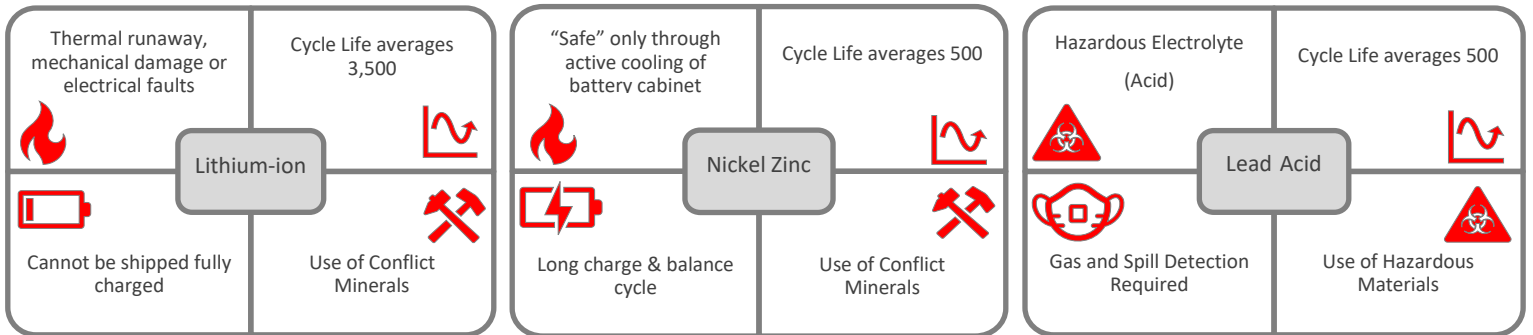 Thermal runaway,
mechanical damage or
electrical faults
Cycle Life averages
3,500
Lithium-ion
Cannot be shipped fully
charged
Use of Conflict
Minerals
“Safe” only through
active cooling of
battery cabinet
Cycle Life averages 500
Nickel Zinc
Long charge & balance
cycle
Use of Conflict
Minerals
Hazardous Electrolyte
(Acid)
Cycle Life averages 500
Lead Acid
Gas and Spill Detection
Required
Use of Hazardous
Materials